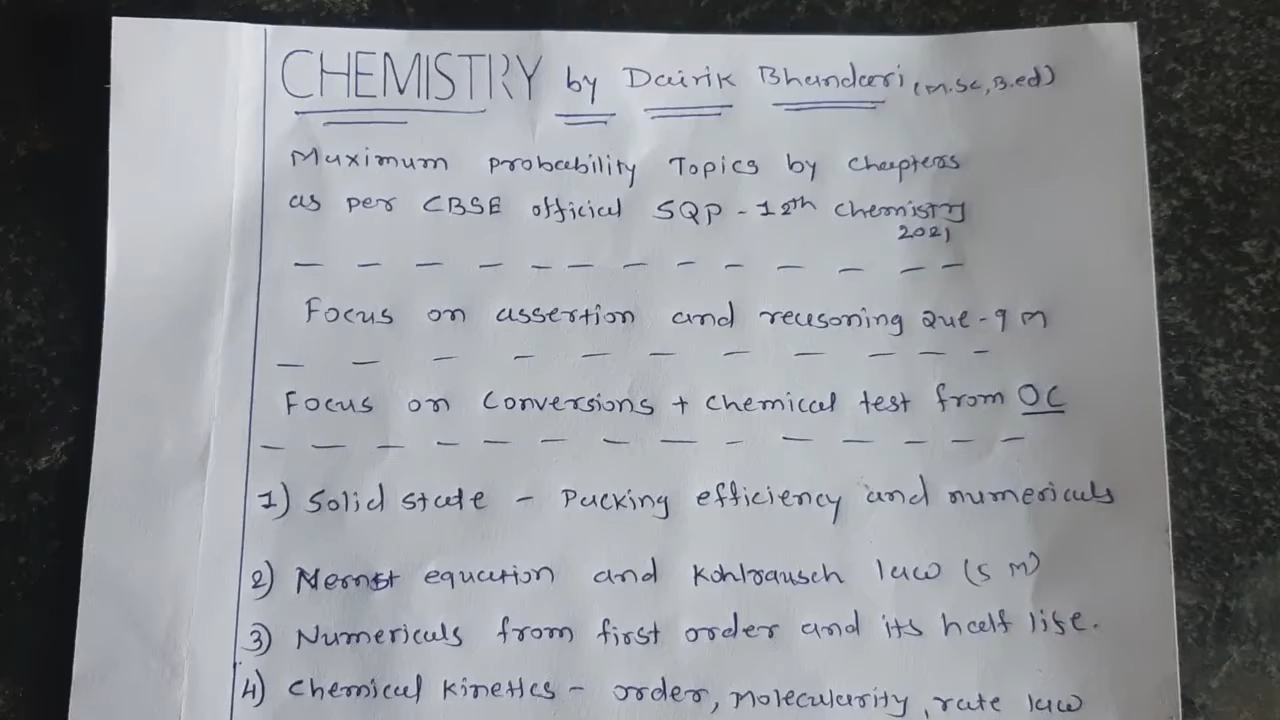 CHEMISTRY by Dairik Bhandari (M.Sc, B.ed)
Maximum probability Topics by chapters
as per CBSE official SQP - 12th chemistry
2021
Focus on assertion and reasoning Que - 9 m
Focus on conversions + chemical test from OC
1) Solid state - Packing efficiency and numericals
2) Nernst equation and Kohlrausch law (5 m)
3) Numericals from first order and its half life.
4) Chemical kinetics - order, molecularity, rate law